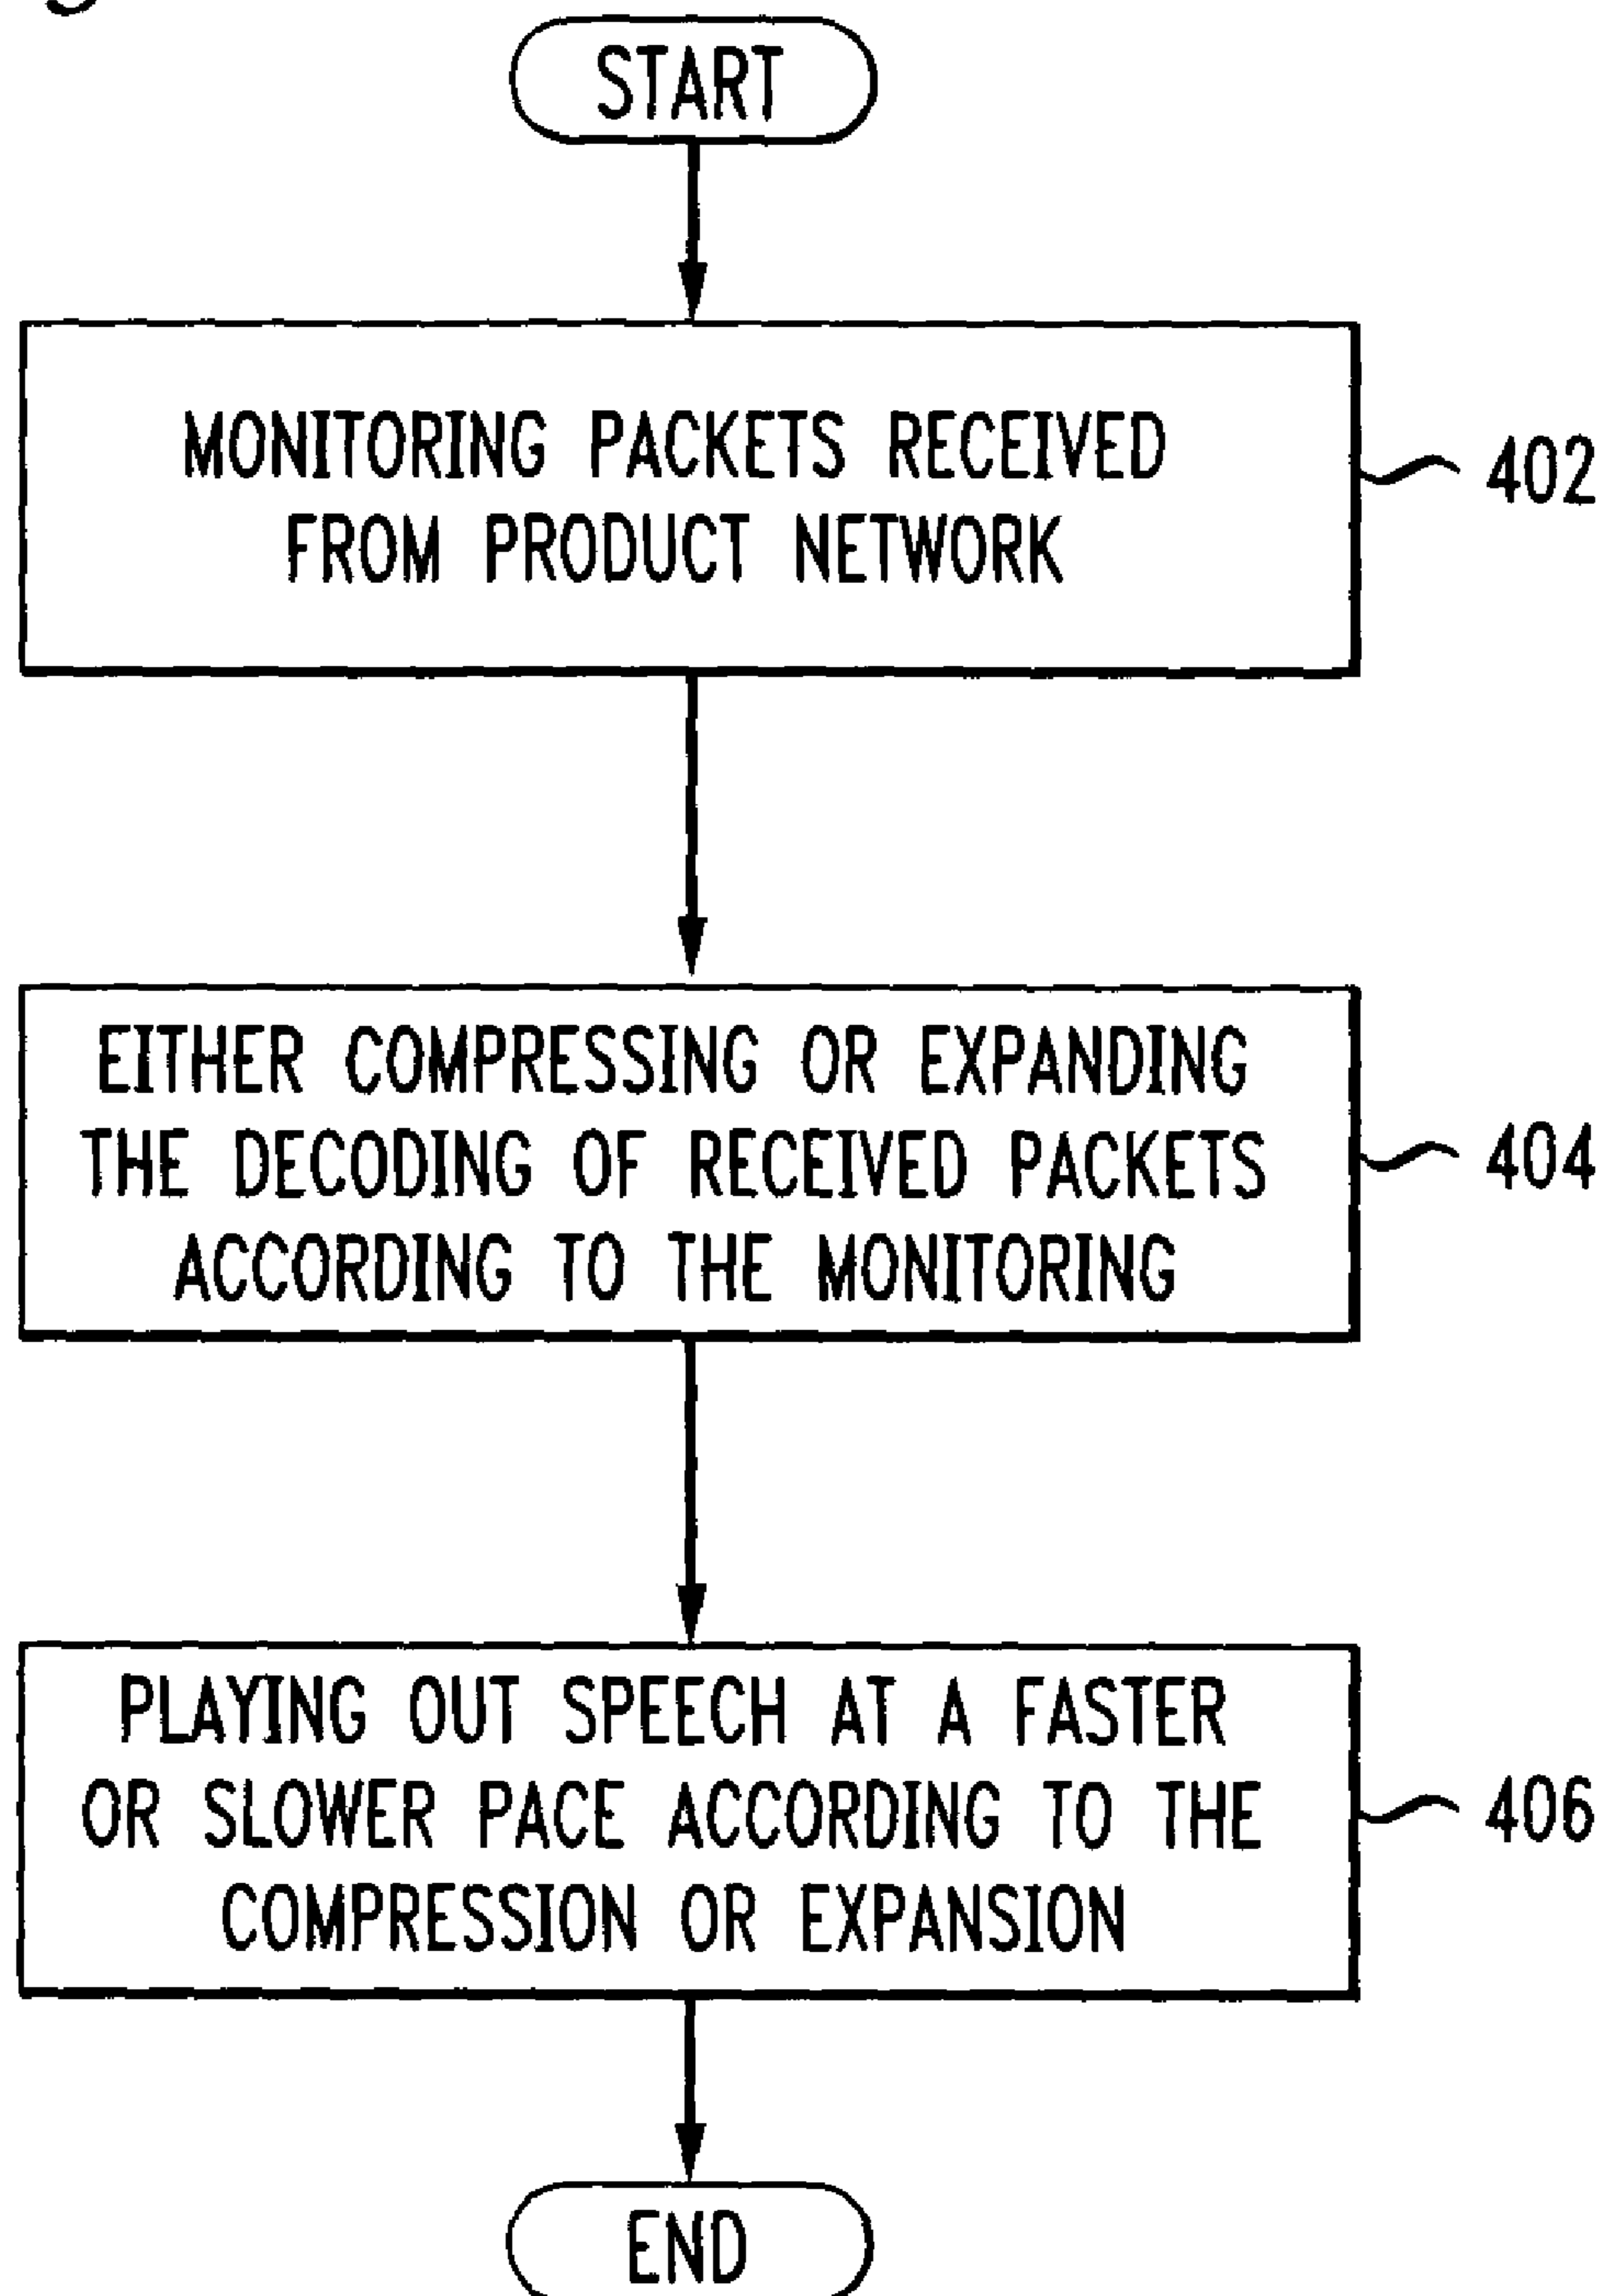 START
MONITORING PACKETS RECEIVED
FROM PRODUCT NETWORK
402
EITHER COMPRESSING OR EXPANDING
THE DECODING OF RECEIVED PACKETS
ACCORDING TO THE MONITORING
404
PLAYING OUT SPEECH AT A FASTER
OR SLOWER PACE ACCORDING TO THE
COMPRESSION OR EXPANSION
406
END